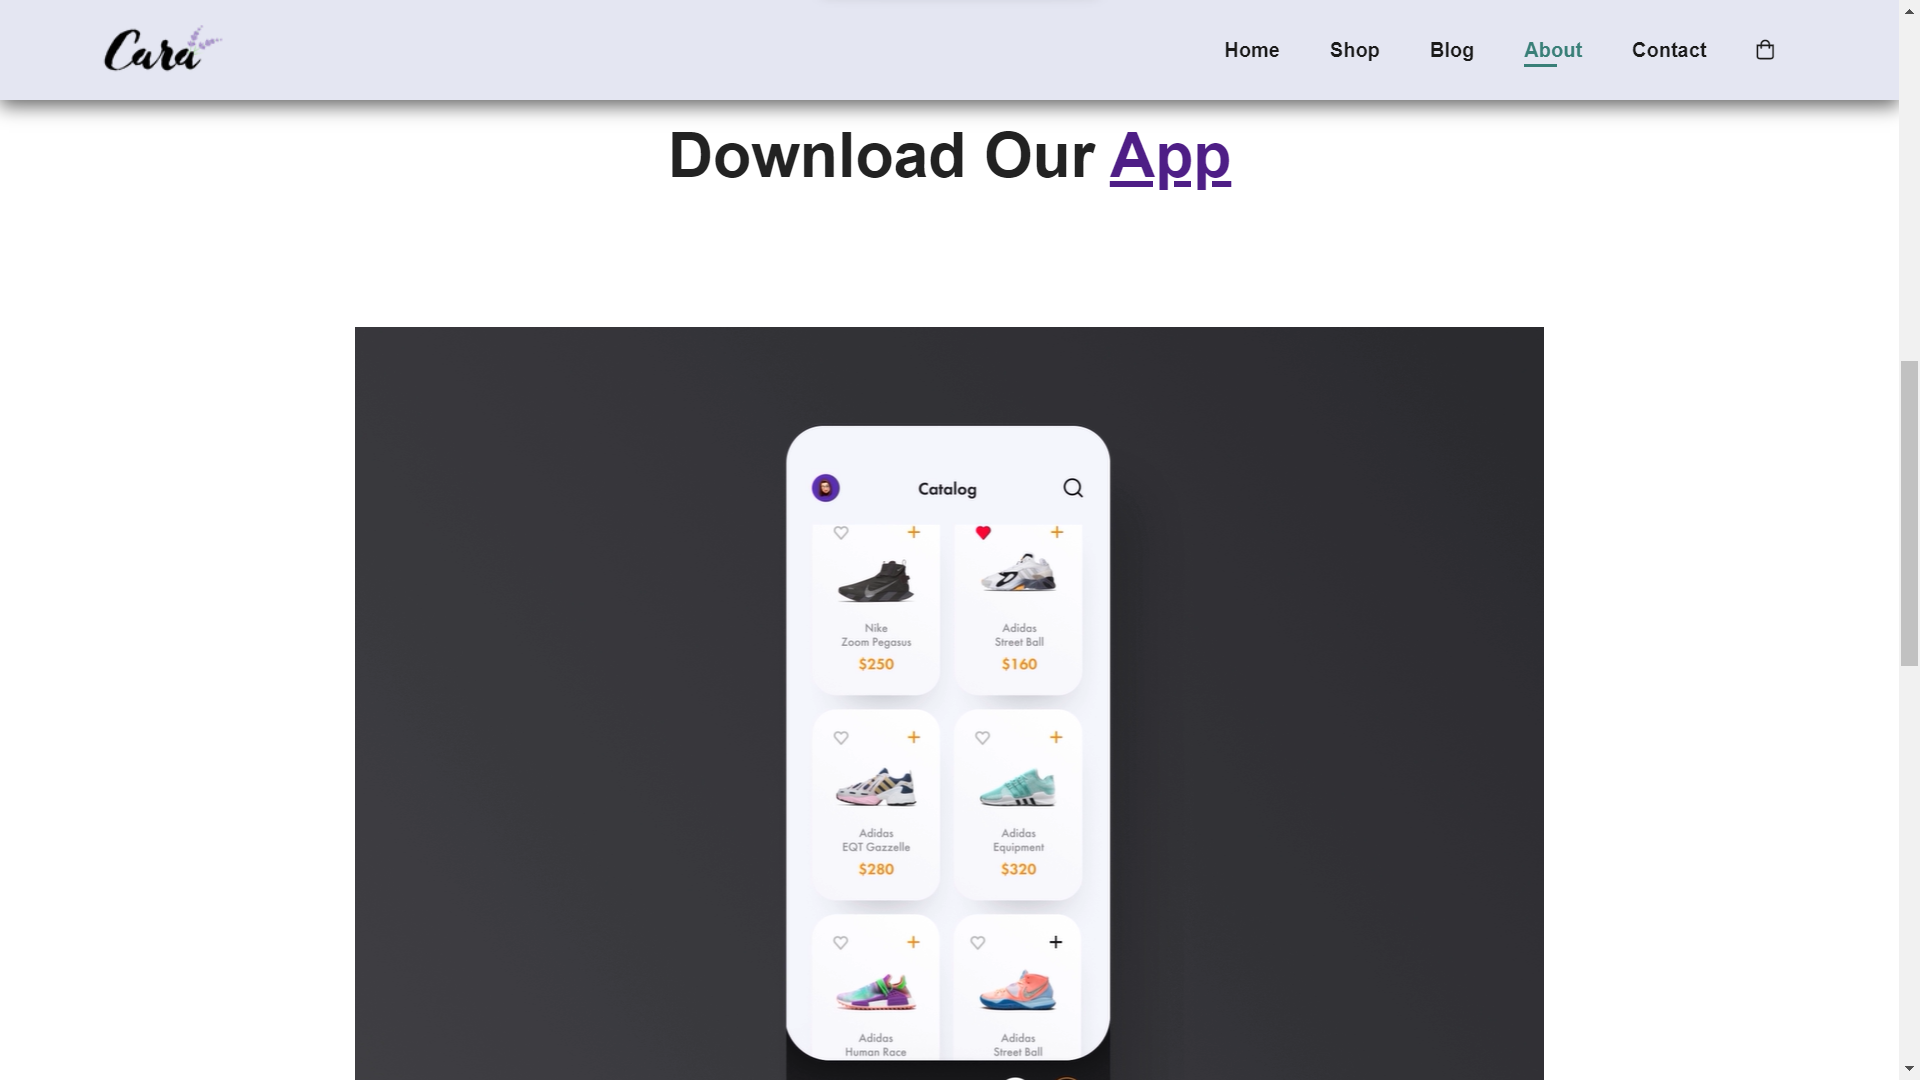 Cara
Home Shop Blog About Contact
Download Our App
Catalog
Nike
Zoom Pegasus
$250
Adidas
Street Ball
$160
Adidas
EQT Gazzelle
$280
Adidas
Equipment
$320
Adidas
Human Race
Adidas
Street Ball